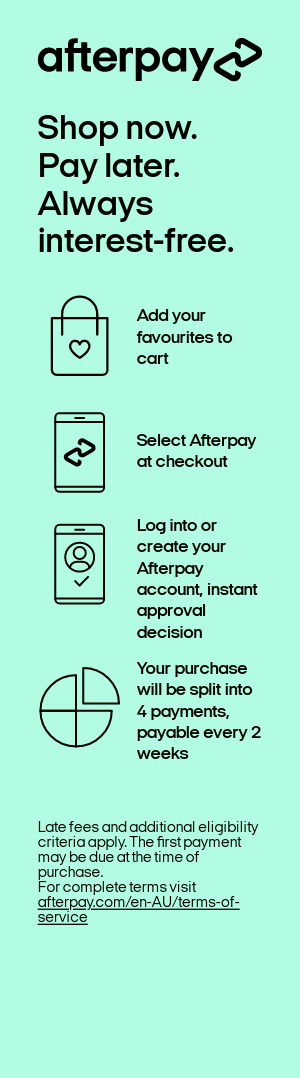 afterpay
Shop now.
Pay later.
Always
interest-free.
Add your
favourites to
cart
Select Afterpay
at checkout
Log into or
create your
Afterpay
account, instant
approval
decision
Your purchase
will be split into
4 payments,
payable every 2
weeks
Late fees and additional eligibility
criteria apply. The first payment
may be due at the time of
purchase.
For complete terms visit
afterpay.com/en-AU/terms-of-
service